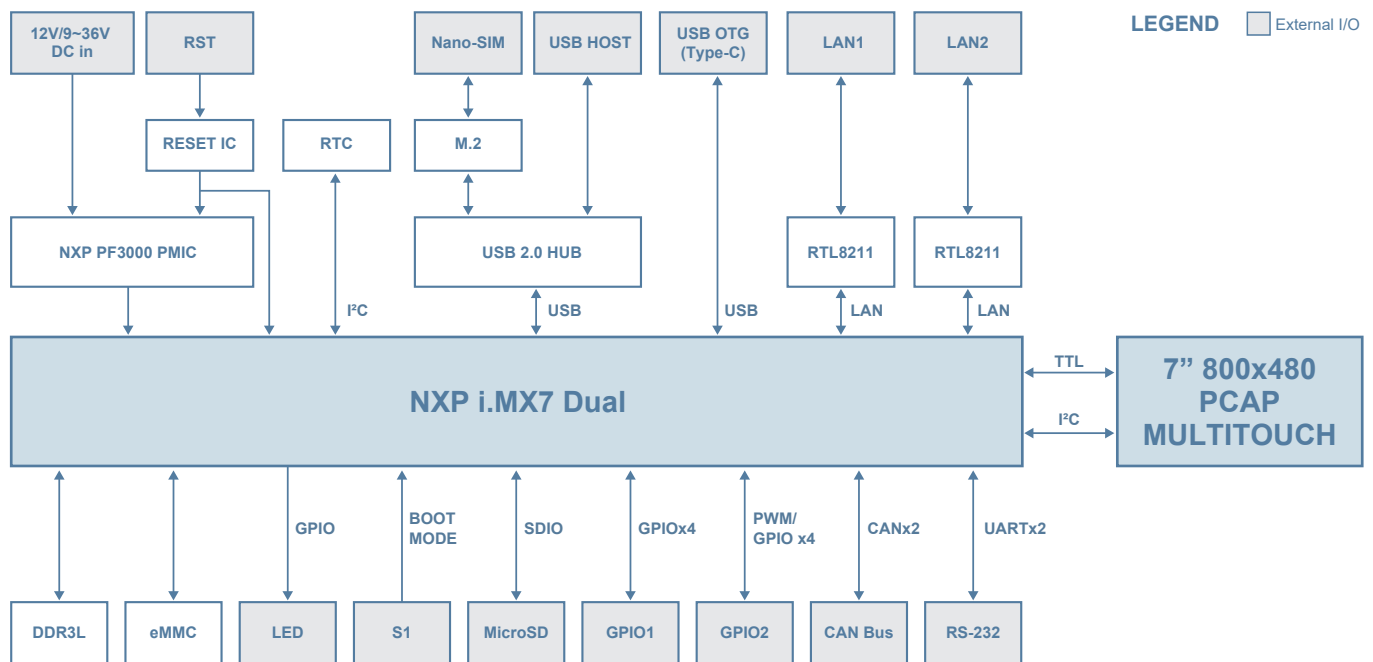 12V/9~36V
DC in
RST
Nano-SIM
USB HOST
USB OTG
(Type-C)
LAN1
LAN2
LEGEND
External I/O
RESET IC
RTC
M.2
NXP PF3000 PMIC
USB 2.0 HUB
RTL8211
RTL8211
I²C
USB
USB
LAN
LAN
NXP i.MX7 Dual
TTL
I²C
7” 800x480
PCAP
MULTITOUCH
GPIO
BOOT
MODE
SDIO
GPIOx4
PWM/
GPIO x4
CANx2
UARTx2
DDR3L
eMMC
LED
S1
MicroSD
GPIO1
GPIO2
CAN Bus
RS-232